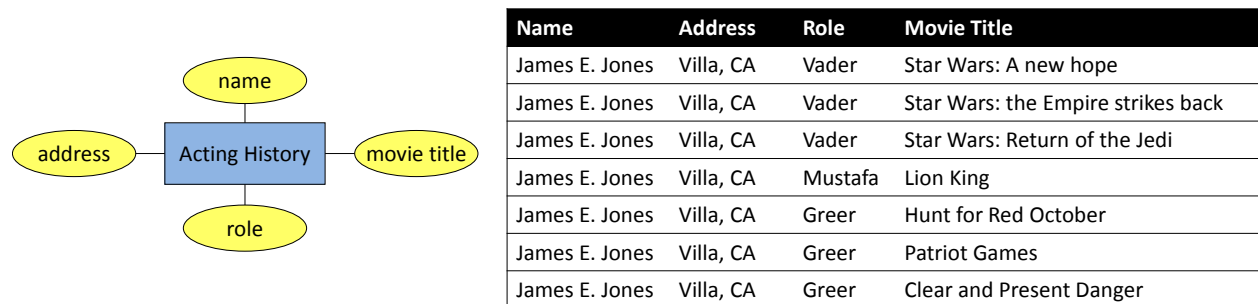 name
address
Acting History
movie title
role
Name Address Role Movie Title
James E. Jones Villa, CA Vader Star Wars: A new hope
James E. Jones Villa, CA Vader Star Wars: the Empire strikes back
James E. Jones Villa, CA Vader Star Wars: Return of the Jedi
James E. Jones Villa, CA Mustafa Lion King
James E. Jones Villa, CA Greer Hunt for Red October
James E. Jones Villa, CA Greer Patriot Games
James E. Jones Villa, CA Greer Clear and Present Danger